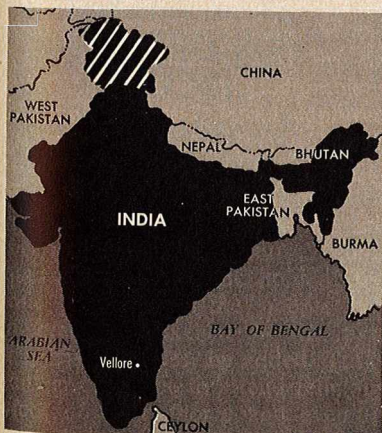 CHINA
WEST
PAKISTAN
NEPAL
BHUTAN
EAST
PAKISTAN
INDIA
BURMA
BAY OF BENGAL
ARABIAN
SEA
Vellore
CEYLON